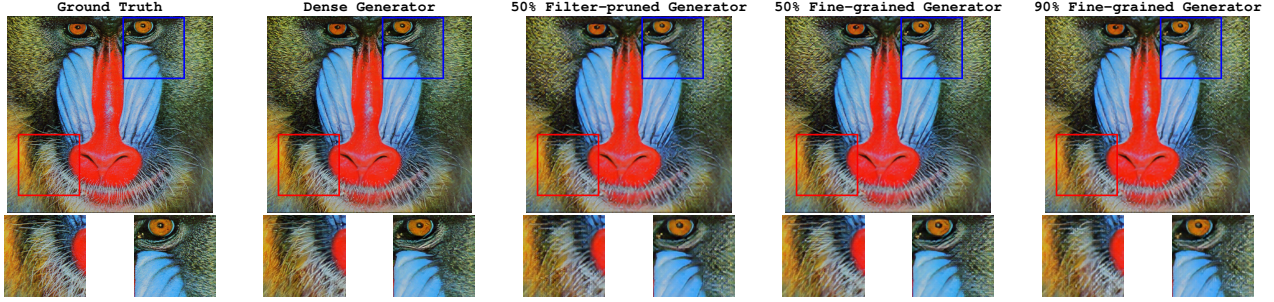 Ground Truth
Dense Generator
50% Filter-pruned Generator
50% Fine-grained Generator
90% Fine-grained Generator